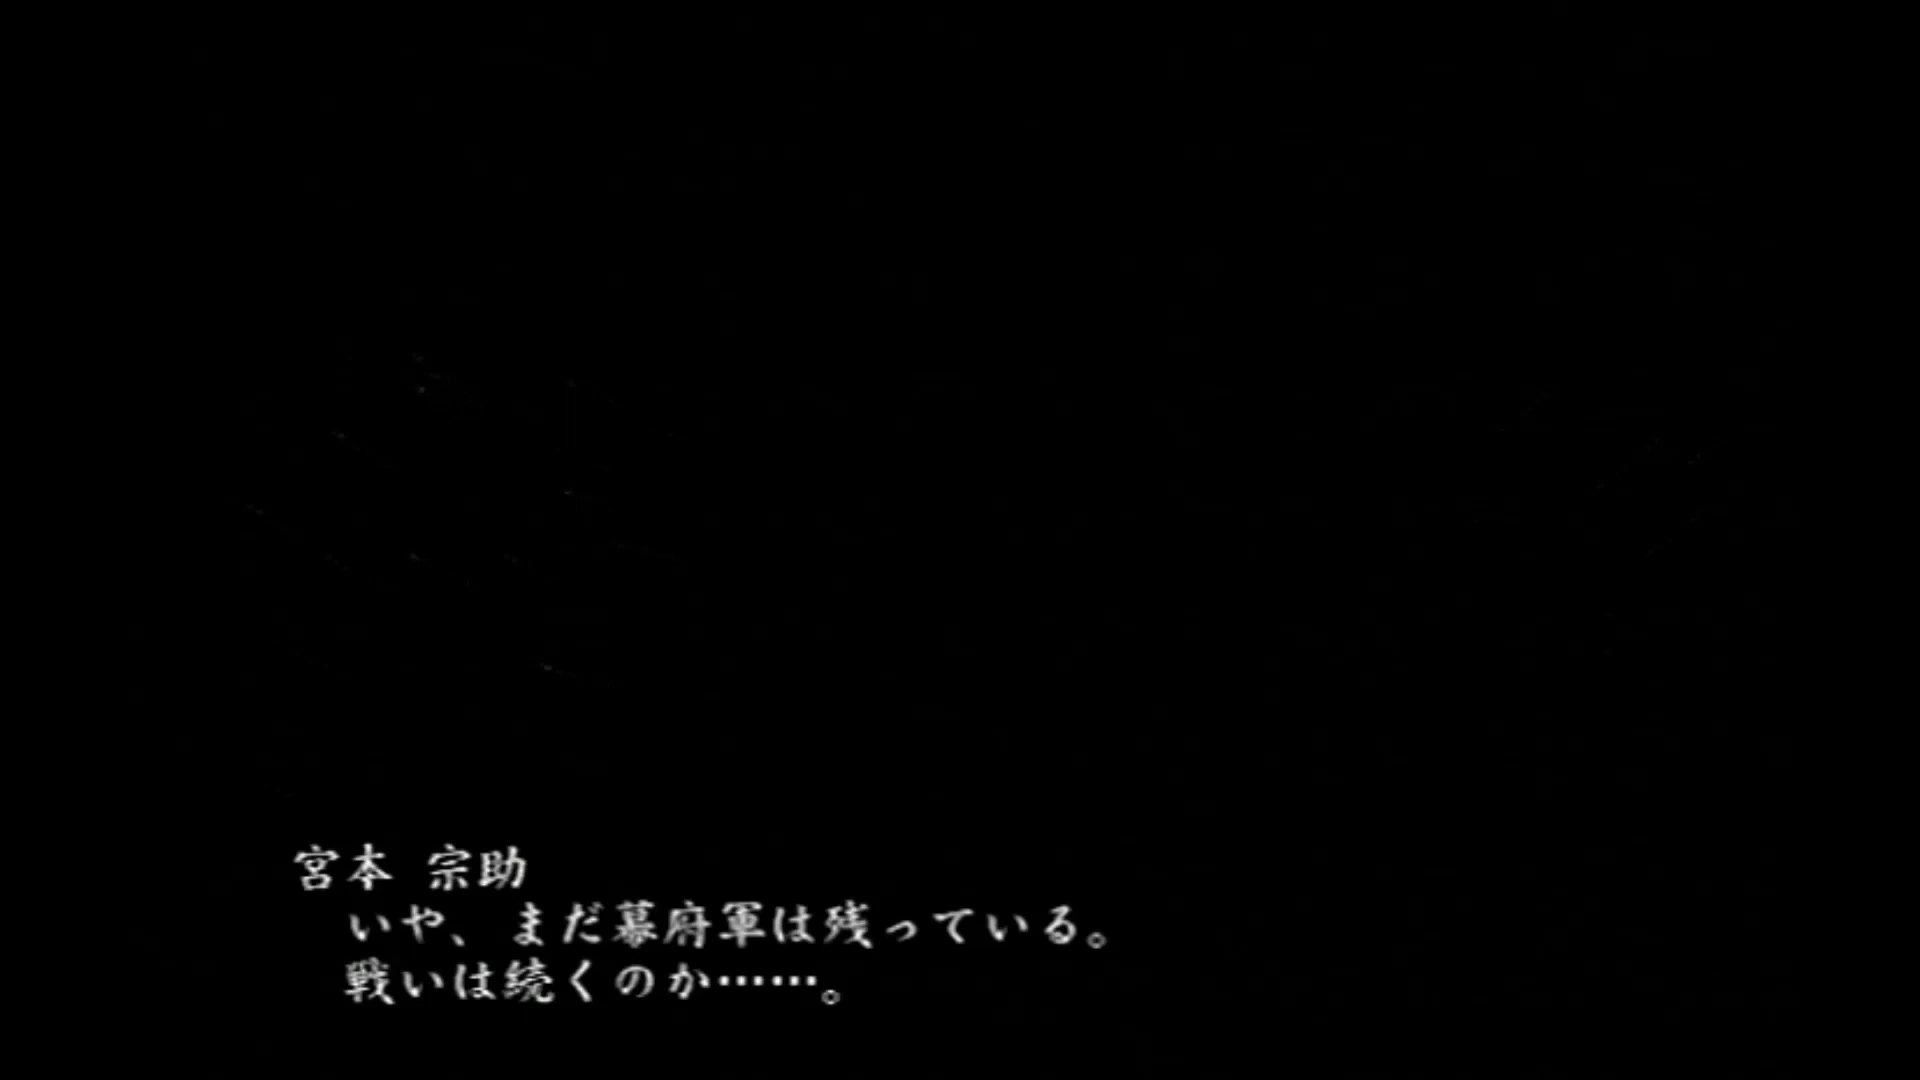 宮本 宗助
いや、まだ幕府軍は残っている。
戦いは続くのか……。